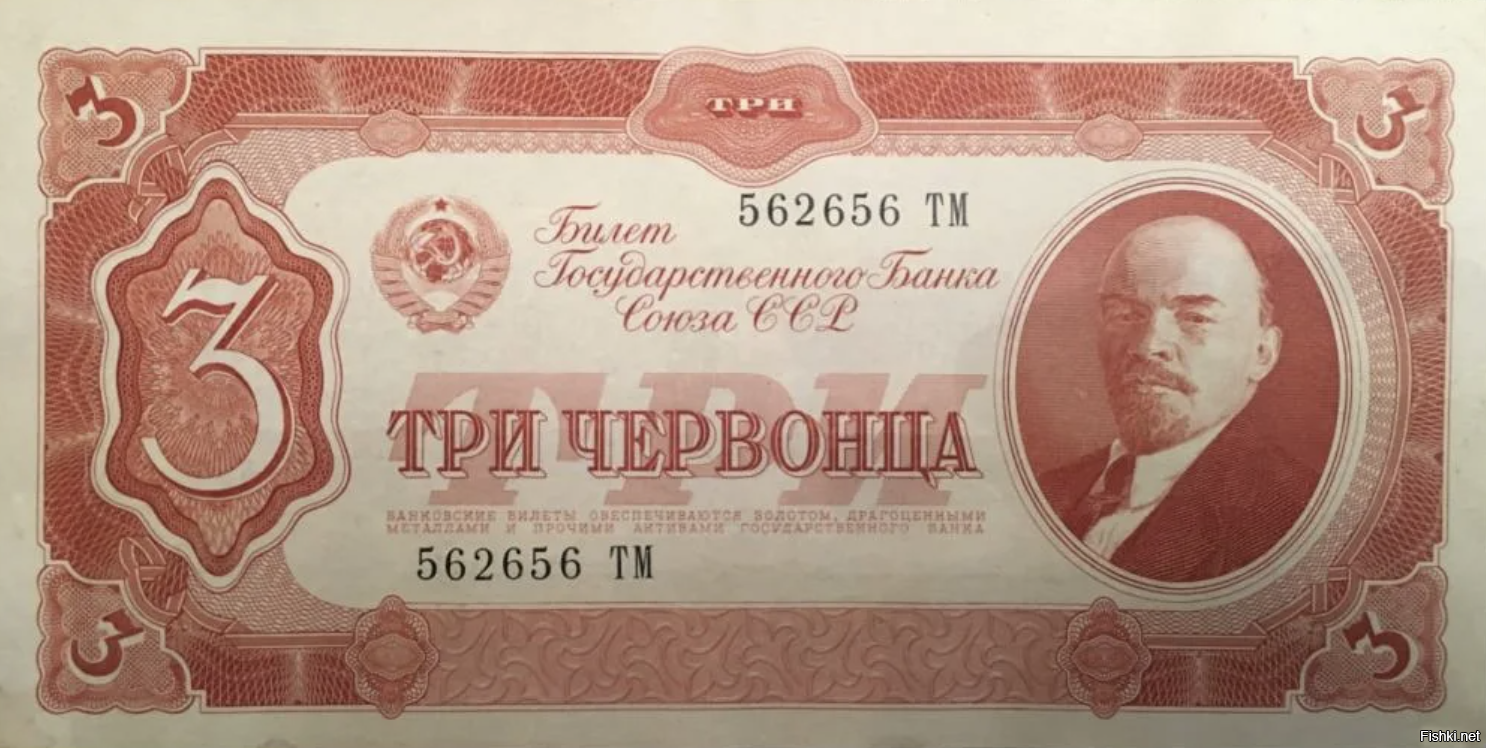 3
3
ТРИ
562656 ТМ
Билет
Государственного Банка
Союза ССР
3
ТРИ
ТРИ ЧЕРВОНЦА
БАНКОВСКИЕ БИЛЕТЫ ОБЕСПЕЧИВАЮТСЯ ЗОЛОТОМ, ДРАГОЦЕННЫМИ
МЕТАЛЛАМИ И ПРОЧИМИ АКТИВАМИ ГОСУДАРСТВЕННОГО БАНКА
562656 ТМ
3
3
Fishki.net